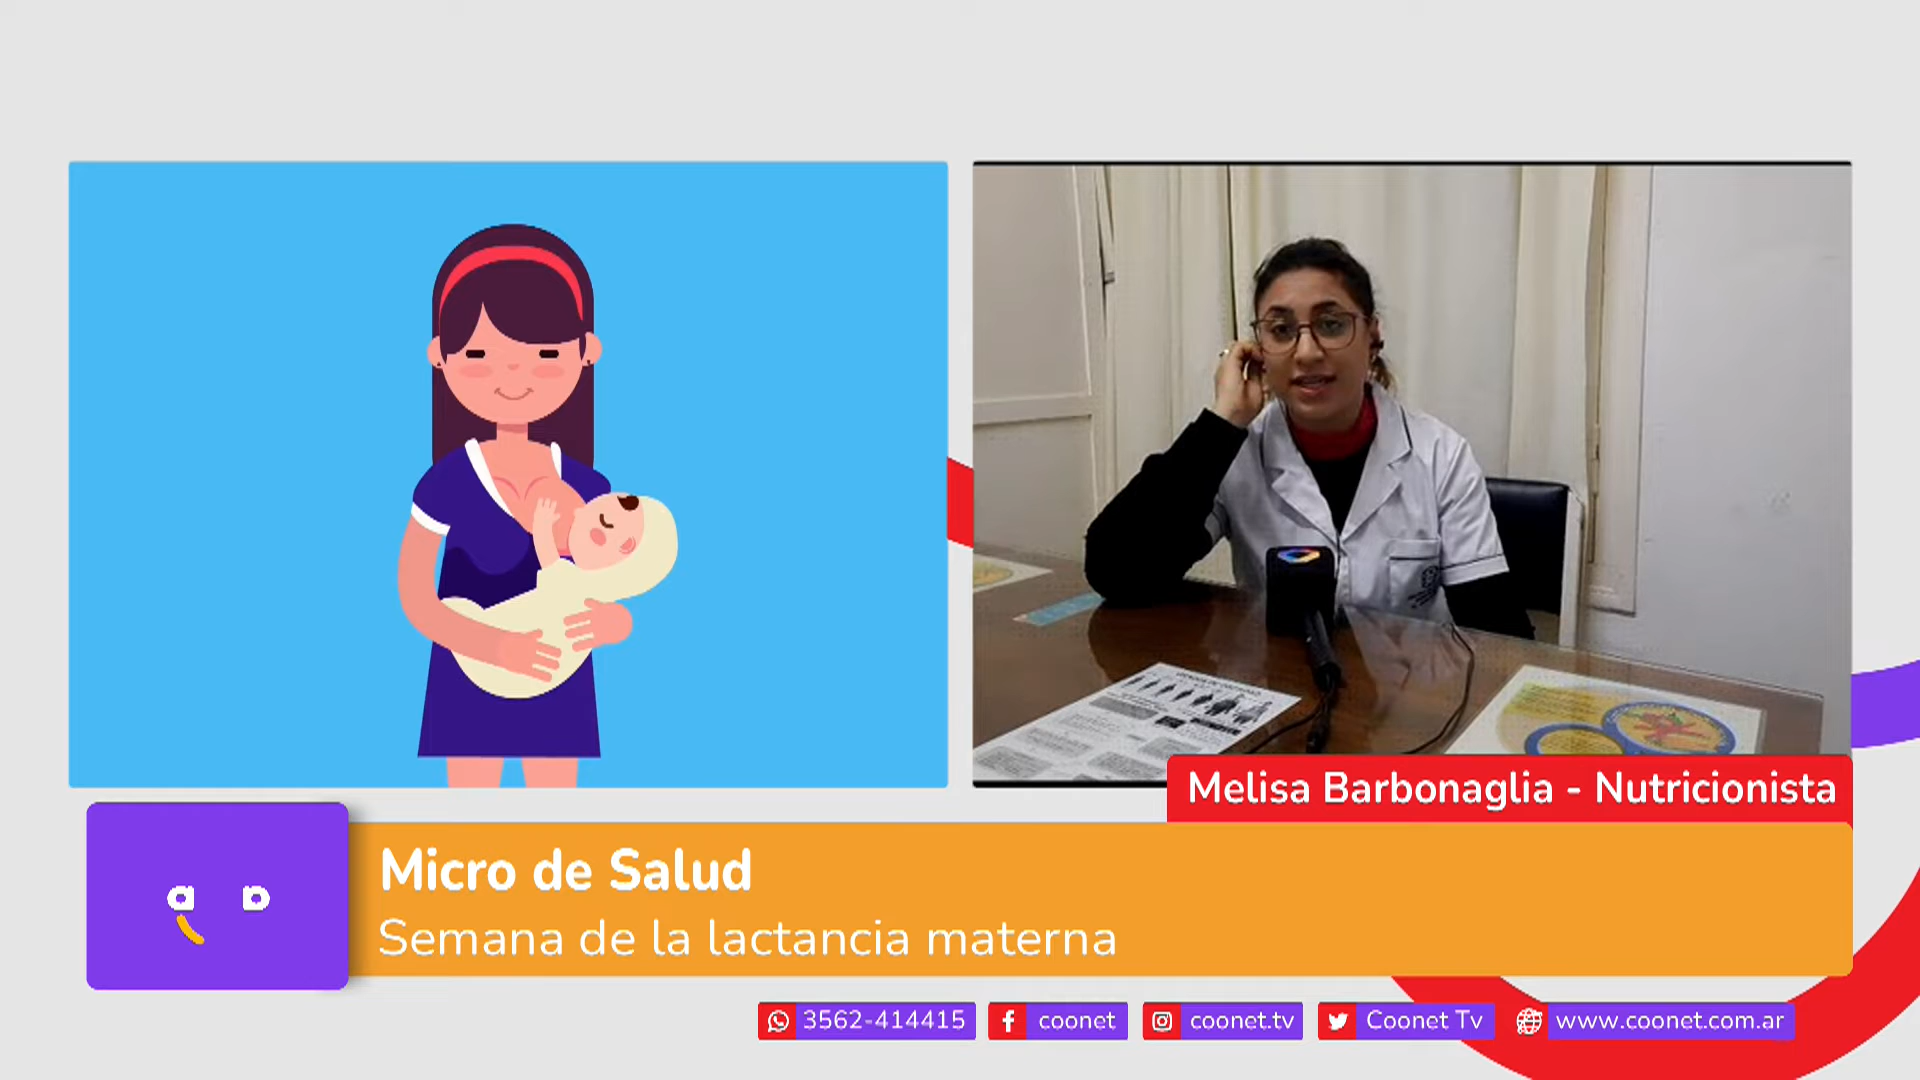 Melisa Barbonaglia - Nutricionista
Micro de Salud
Semana de la lactancia materna
3562-414415
coonet
coonet.tv
Coonet Tv
www.coonet.com.ar